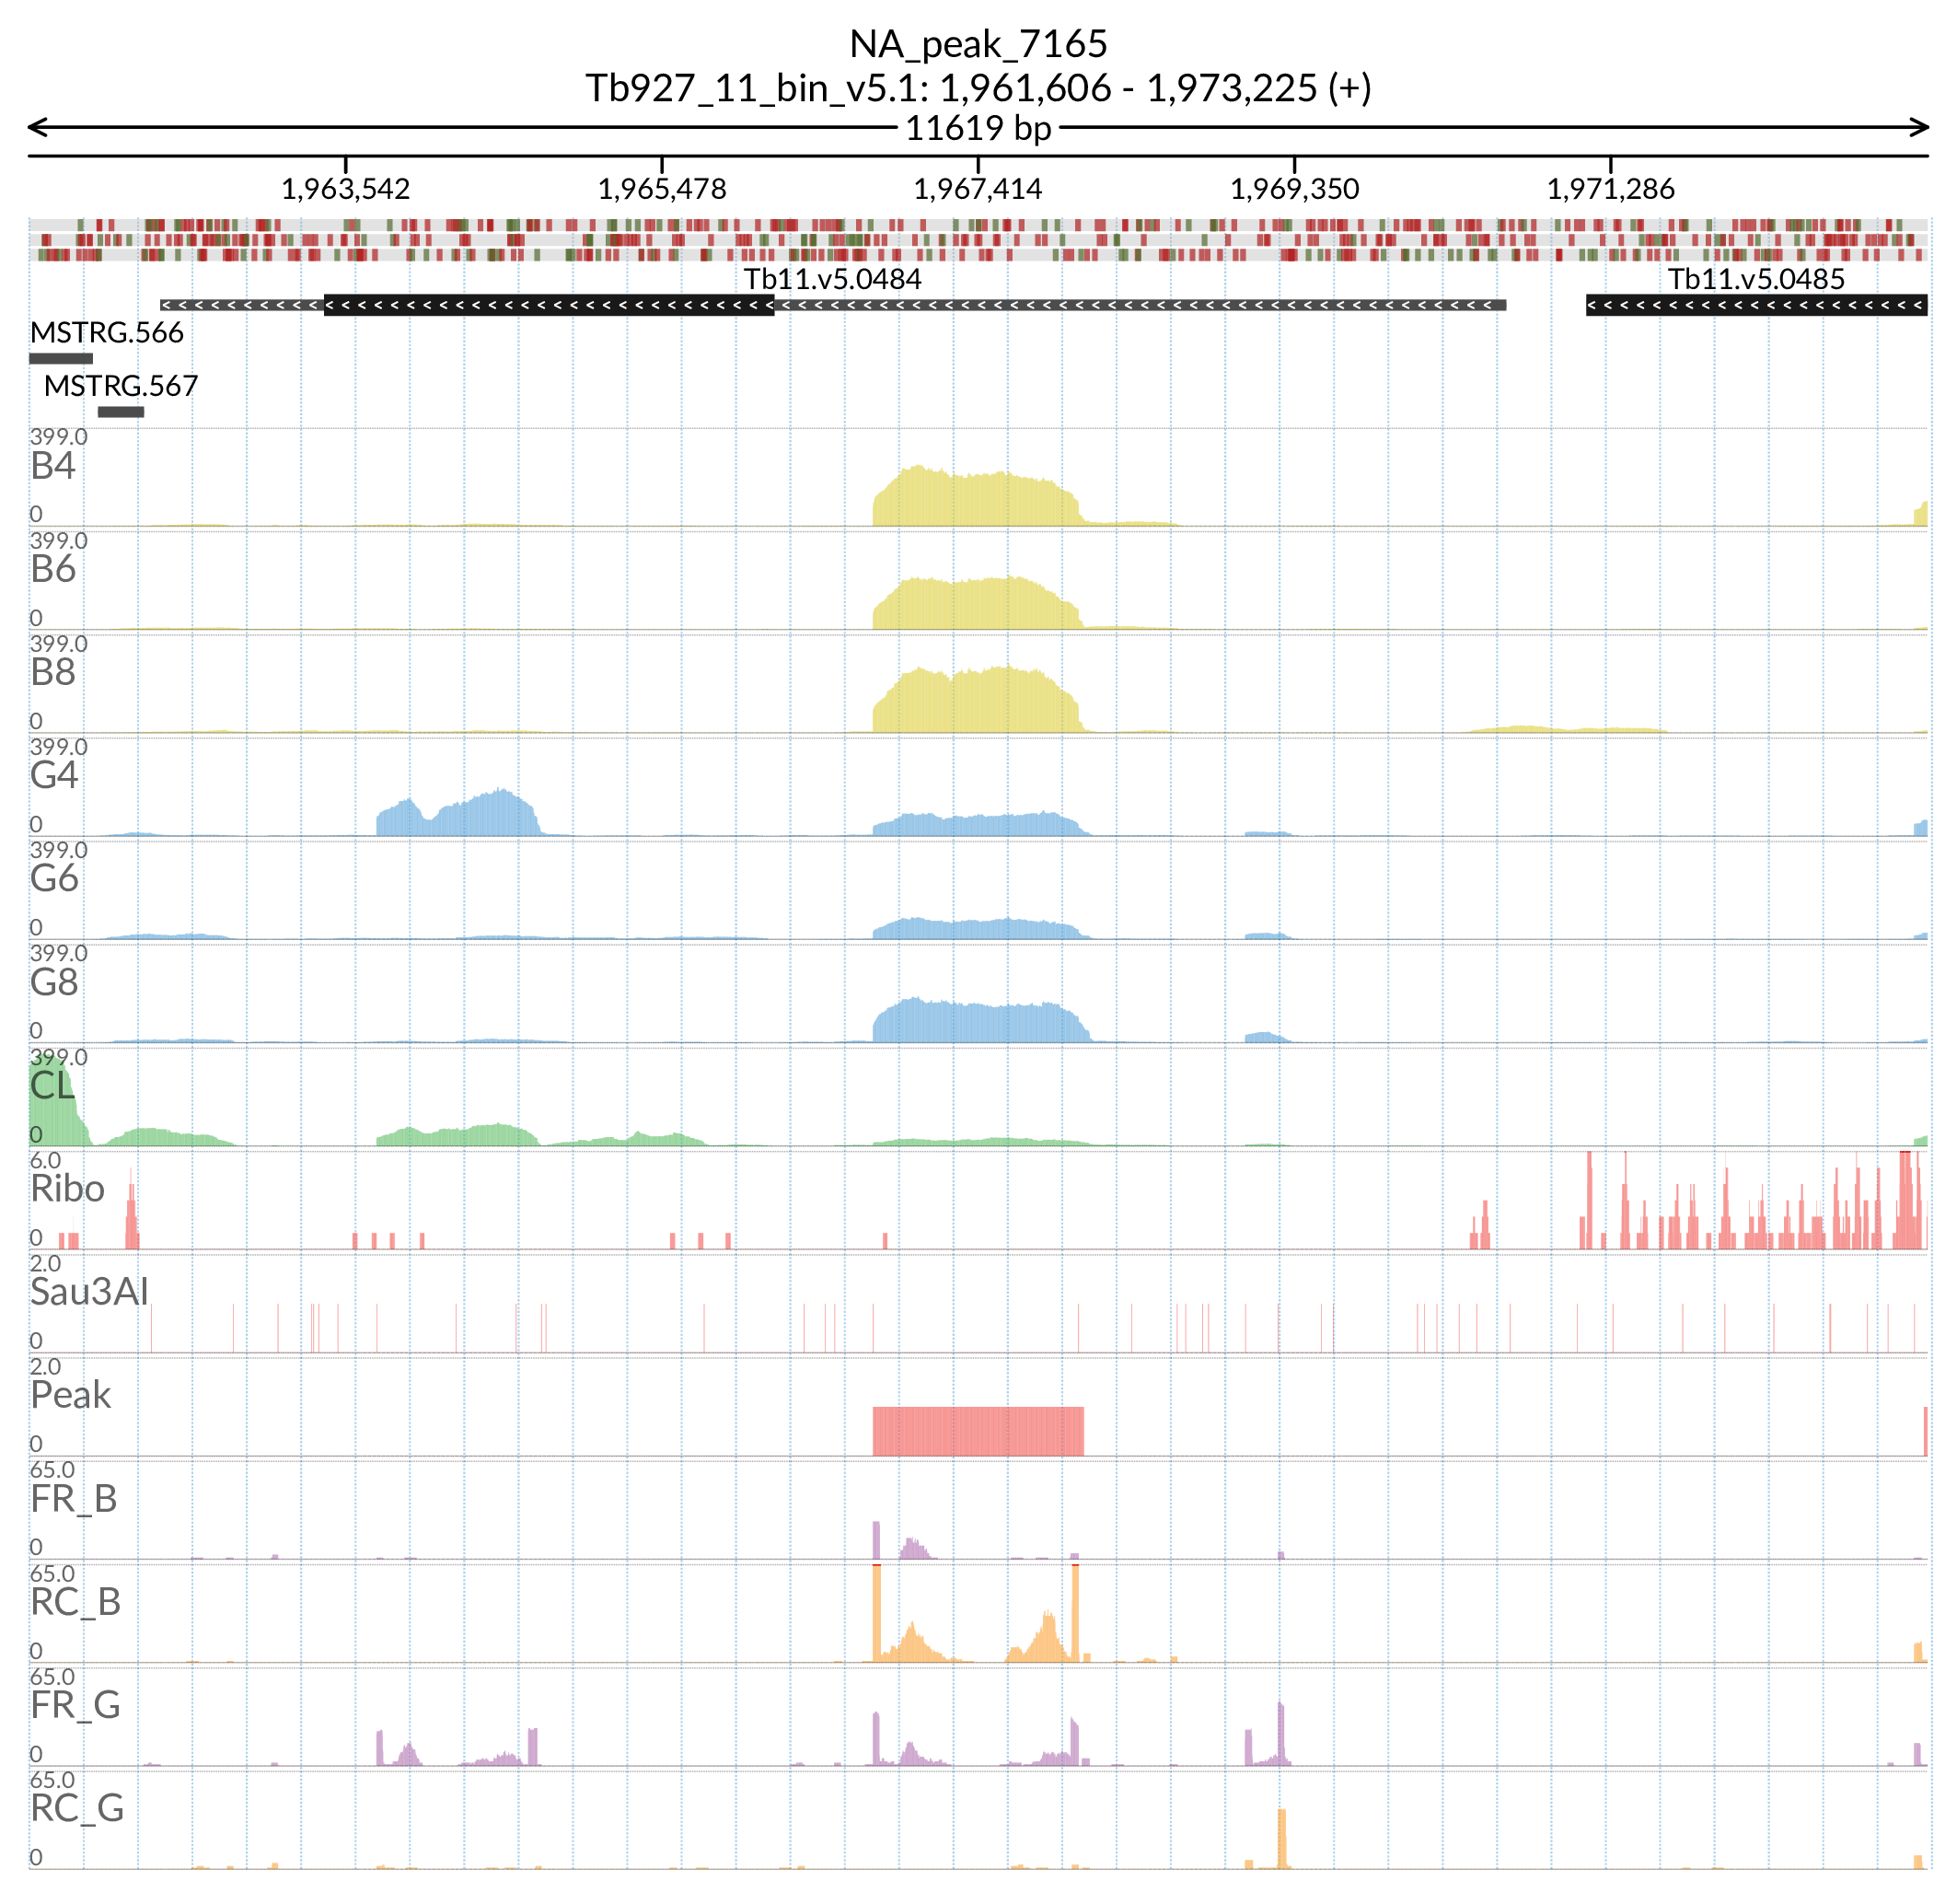 NA_peak_7165
Tb927_11_bin_v5.1: 1,961,606 - 1,973,225 (+)
11619 bp
1,963,542 1,965,478 1,967,414 1,969,350 1,971,286
Tb11.v5.0484 Tb11.v5.0485
MSTRG.566
MSTRG.567
399.0
B4
0
399.0
B6
0
399.0
B8
0
399.0
G4
0
399.0
G6
0
399.0
G8
0
399.0
CL
0
6.0
Ribo
0
2.0
Sau3AI
0
2.0
Peak
0
65.0
FR_B
0
65.0
RC_B
0
65.0
FR_G
0
65.0
RC_G
0